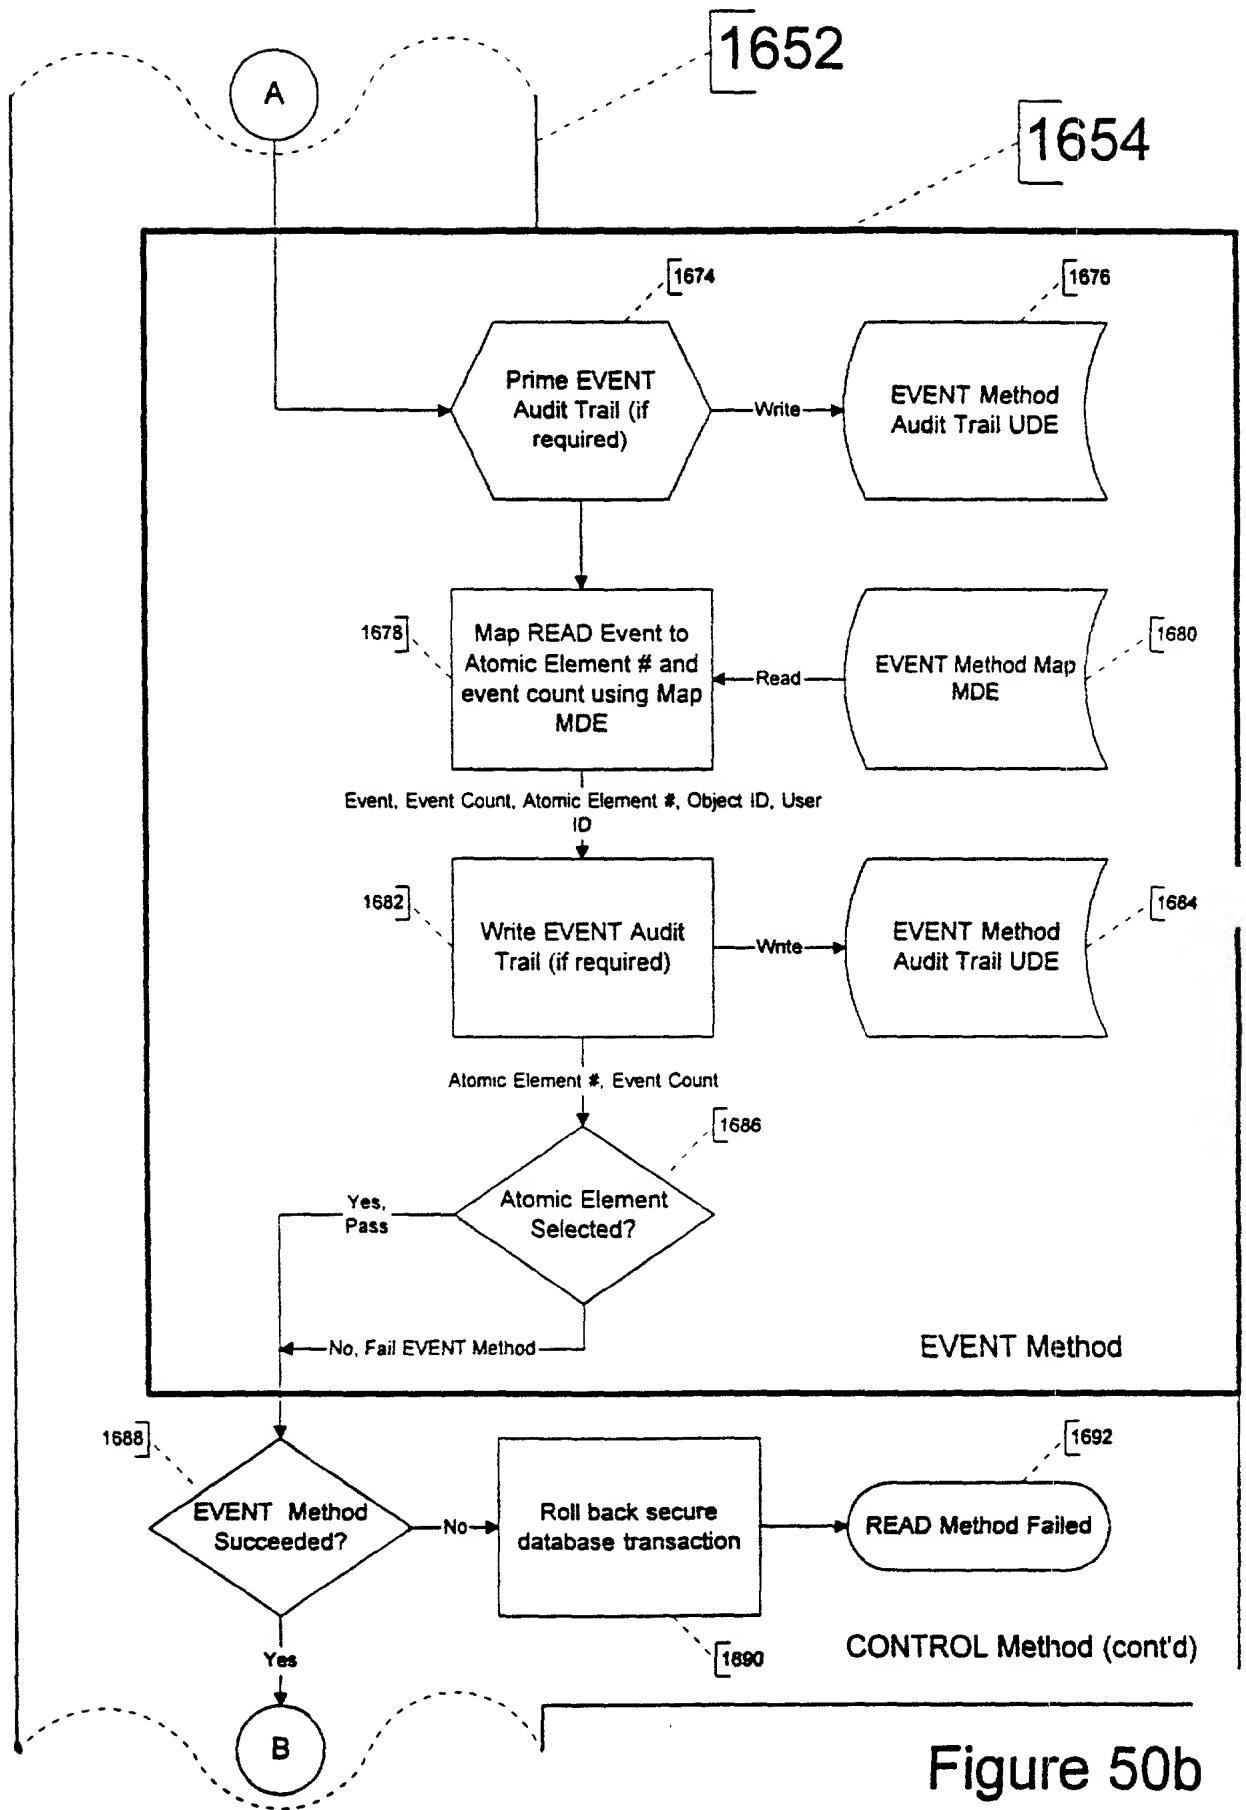 1652
A
1654
1674
1676
Prime EVENT
Audit Trail (if
required)
Write
EVENT Method
Audit Trail UDE
1678
Map READ Event to
Atomic Element # and
event count using Map
MDE
Read
EVENT Method Map
MDE
1680
Event, Event Count, Atomic Element #, Object ID, User
ID
1682
Write EVENT Audit
Trail (if required)
Write
EVENT Method
Audit Trail UDE
1684
Atomic Element #, Event Count
1686
Yes,
Pass
Atomic Element
Selected?
No, Fail EVENT Method
EVENT Method
1688
1692
EVENT Method
Succeeded?
No
Roll back secure
database transaction
READ Method Failed
Yes
1690
CONTROL Method (cont'd)
B
Figure 50b